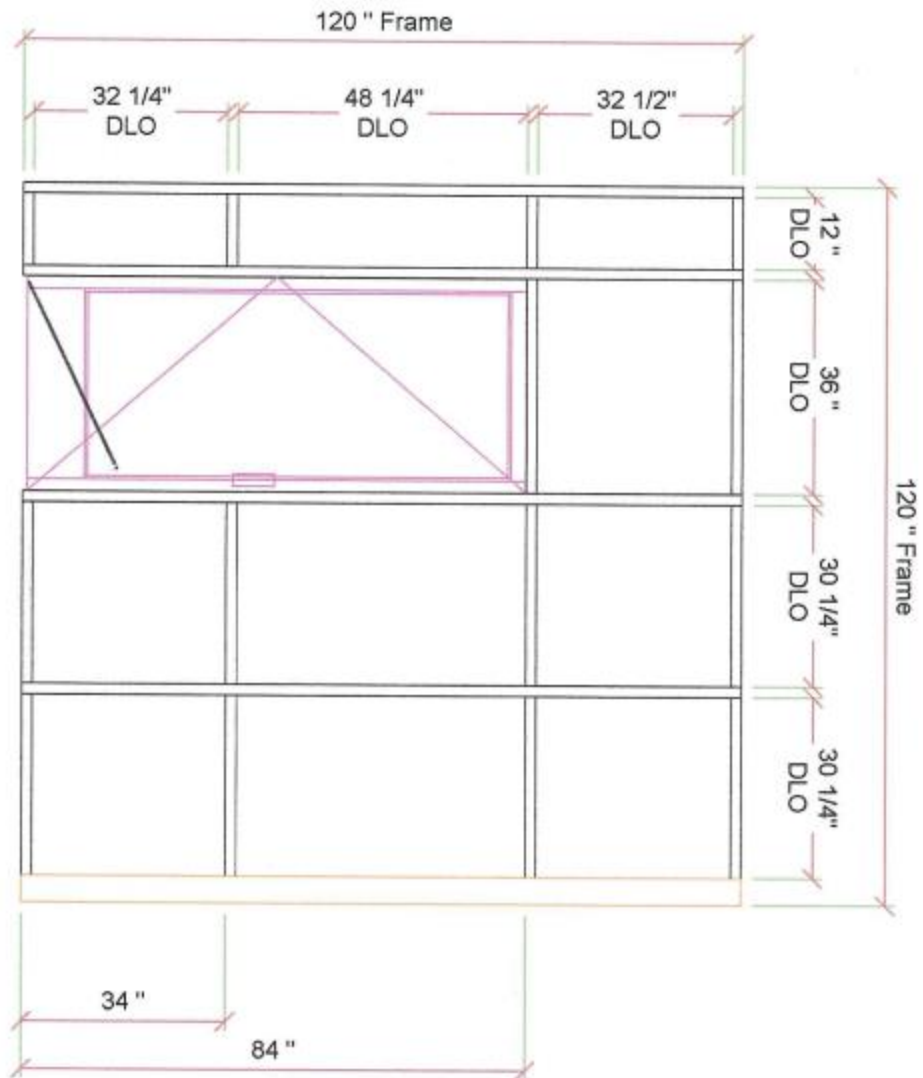 120 " Frame
32 1/4"
DLO
48 1/4"
DLO
32 1/2"
DLO
12 "
DLO
36 "
DLO
120 " Frame
30 1/4"
DLO
30 1/4"
DLO
34 "
84 "